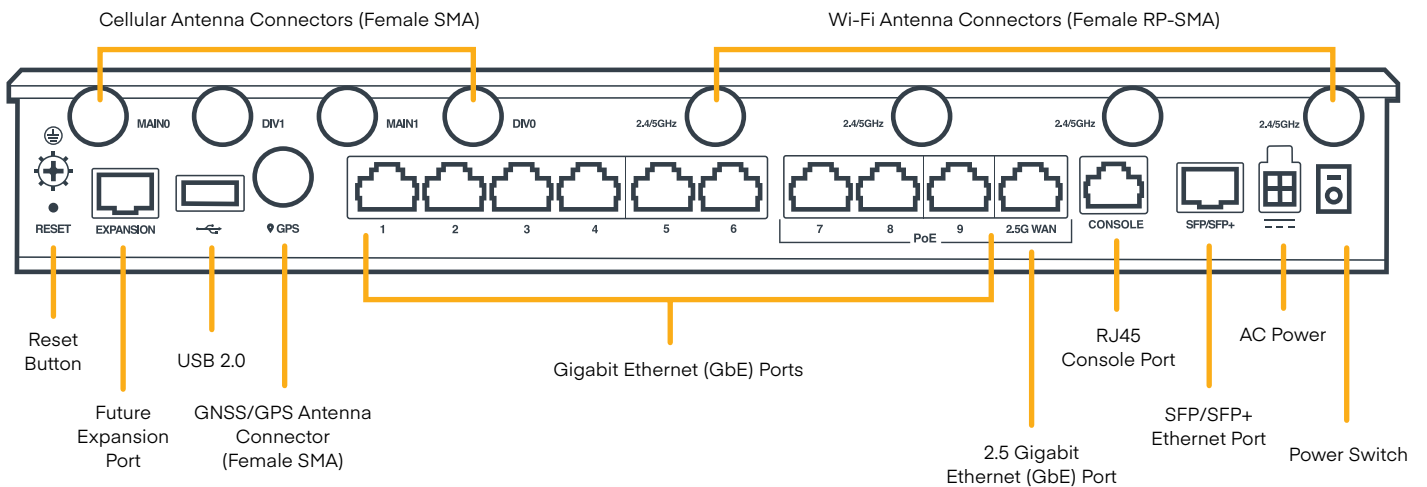 Cellular Antenna Connectors (Female SMA)
Wi-Fi Antenna Connectors (Female RP-SMA)
MAIN0
DIV1
MAIN1
DIV0
2.4/5GHz
2.4/5GHz
2.4/5GHz
2.4/5GHz
RESET
EXPANSION
GPS
1
2
3
4
5
6
7
8
9
2.5G WAN
PoE
CONSOLE
SFP/SFP+
Reset
Button
Future
Expansion
Port
USB 2.0
GNSS/GPS Antenna
Connector
(Female SMA)
Gigabit Ethernet (GbE) Ports
2.5 Gigabit
Ethernet (GbE) Port
RJ45
Console Port
SFP/SFP+
Ethernet Port
AC Power
Power Switch